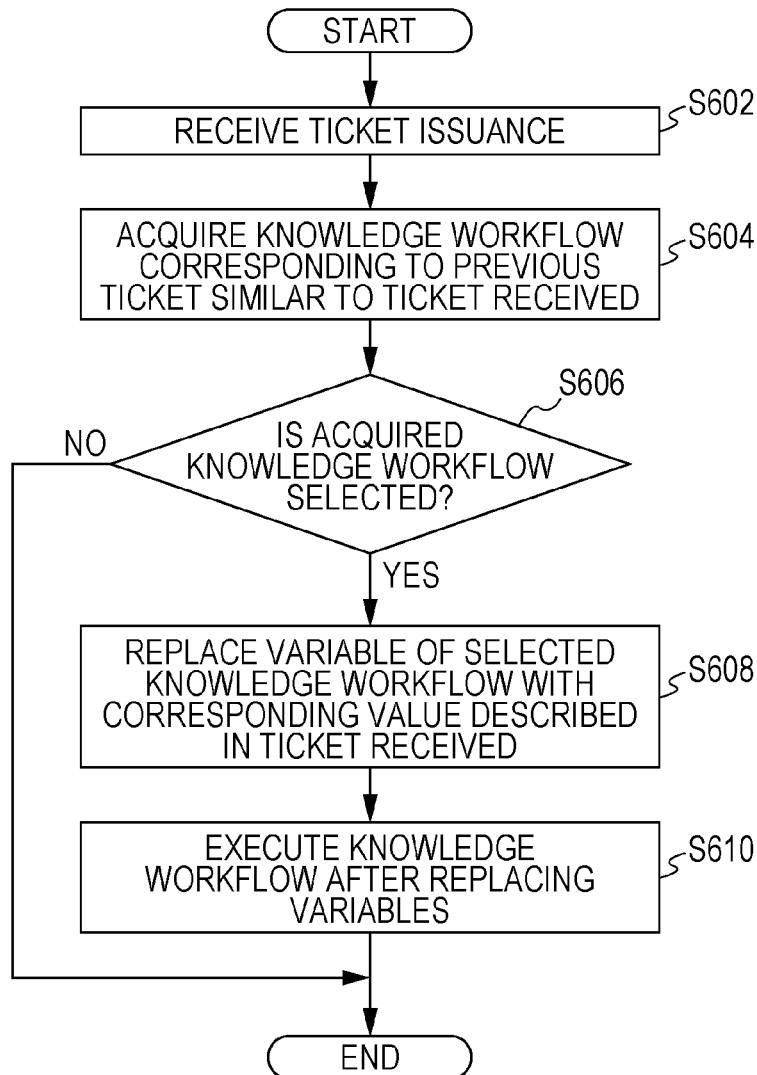 START
RECEIVE TICKET ISSUANCE
S602
ACQUIRE KNOWLEDGE WORKFLOW
CORRESPONDING TO PREVIOUS
TICKET SIMILAR TO TICKET RECEIVED
S604
S606
IS ACQUIRED
KNOWLEDGE WORKFLOW
SELECTED?
NO
YES
REPLACE VARIABLE OF SELECTED
KNOWLEDGE WORKFLOW WITH
CORRESPONDING VALUE DESCRIBED
IN TICKET RECEIVED
S608
EXECUTE KNOWLEDGE
WORKFLOW AFTER REPLACING
VARIABLES
S610
END